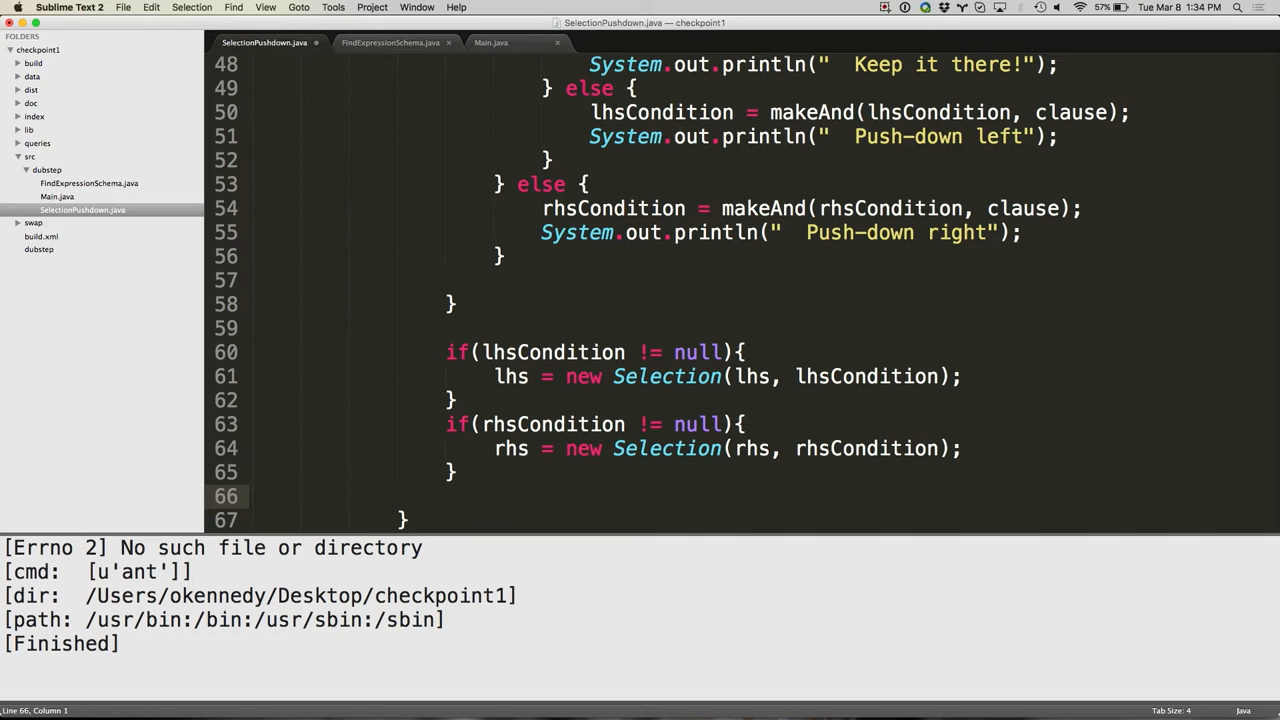 Sublime Text 2 File Edit Selection Find View Goto Tools Project Window Help 57% Tue Mar 8 1:34 PM
SelectionPushdown.java — checkpoint1
FOLDERS
checkpoint1
build
data
dist
doc
index
lib
queries
src
dubstep
FindExpressionSchema.java
Main.java
SelectionPushdown.java
swap
build.xml
dubstep
SelectionPushdown.java FindExpressionSchema.java Main.java
48 System.out.println("  Keep it there!");
49 } else {
50 lhsCondition = makeAnd(lhsCondition, clause);
51 System.out.println("  Push-down left");
52 }
53 } else {
54 rhsCondition = makeAnd(rhsCondition, clause);
55 System.out.println("  Push-down right");
56 }
57
58 }
59
60 if(lhsCondition != null){
61 lhs = new Selection(lhs, lhsCondition);
62 }
63 if(rhsCondition != null){
64 rhs = new Selection(rhs, rhsCondition);
65 }
66
67 }
[Errno 2] No such file or directory
[cmd:  [u'ant']]
[dir:  /Users/okennedy/Desktop/checkpoint1]
[path: /usr/bin:/bin:/usr/sbin:/sbin]
[Finished]
Line 66, Column 1 Tab Size: 4 Java